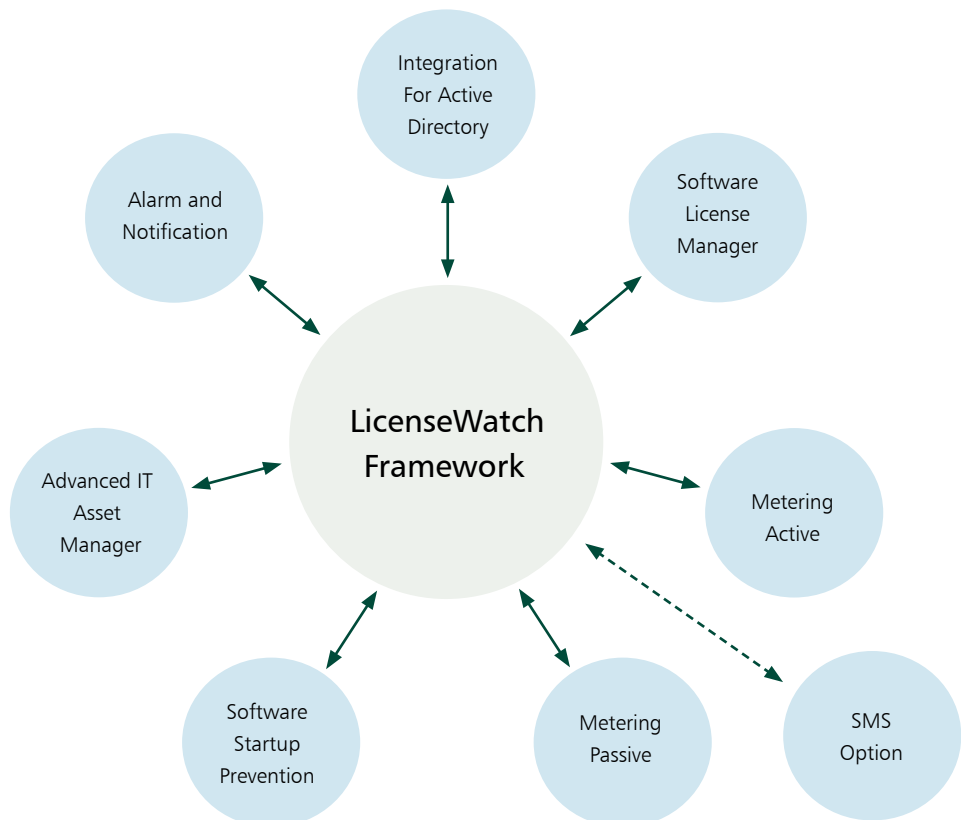 Integration
For Active
Directory
Alarm and
Notification
Software
License
Manager
LicenseWatch
Framework
Advanced IT
Asset
Manager
Metering
Active
Software
Startup
Prevention
Metering
Passive
SMS
Option